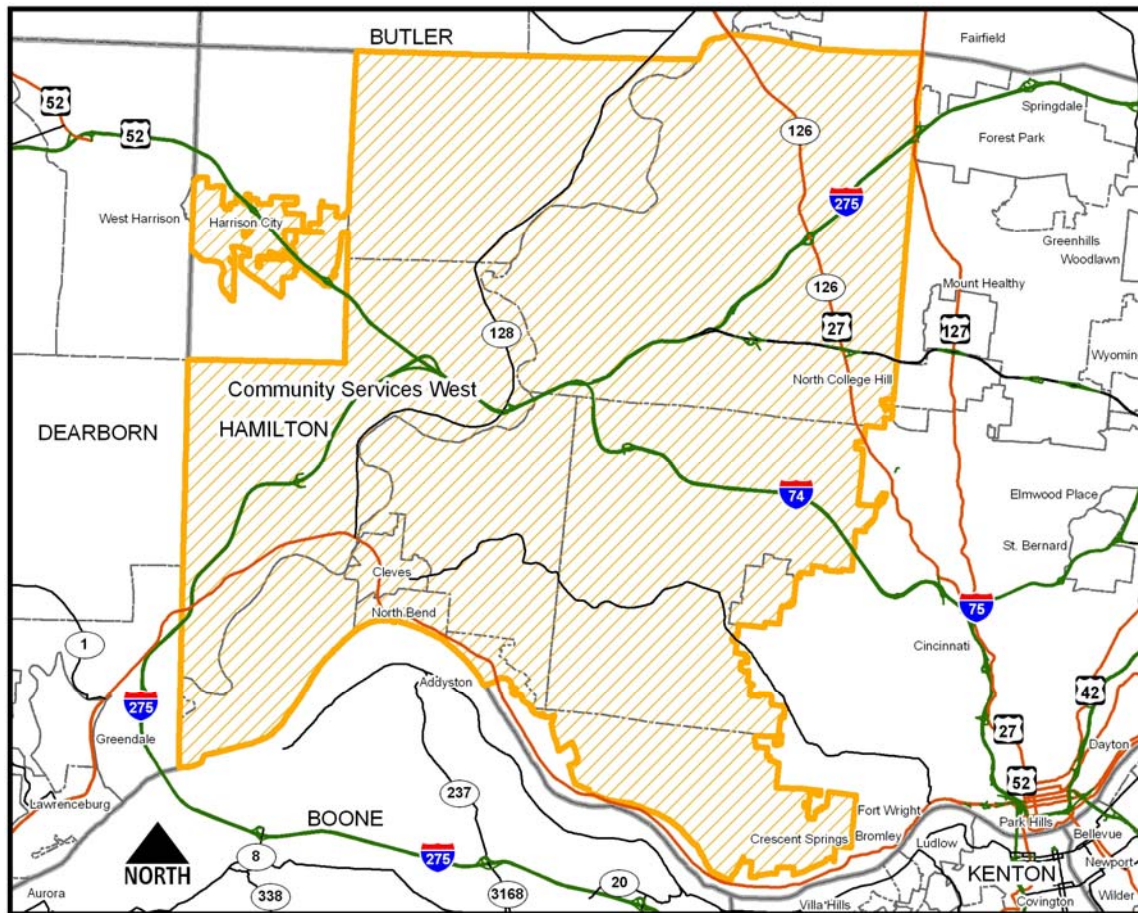 BUTLER
Fairfield
52
52
126
Springdale
Forest Park
275
West Harrison
Harrison City
Greenhills
Woodlawn
126
Mount Healthy
128
27
127
Wyomin
North College Hill
Community Services West
DEARBORN
HAMILTON
74
Elmwood Place
St. Bernard
Cleves
75
North Bend
1
Cincinnati
Addyston
42
275
27
Greendale
Dayton
52
Lawrenceburg
237
Fort Wright
BOONE
Park Hills
Crescent Springs
Bromley
Bellevue
Ludlow
8
275
NORTH
KENTON
Newport
20
Aurora
338
3168
Villa Hills
Covington
Wilder